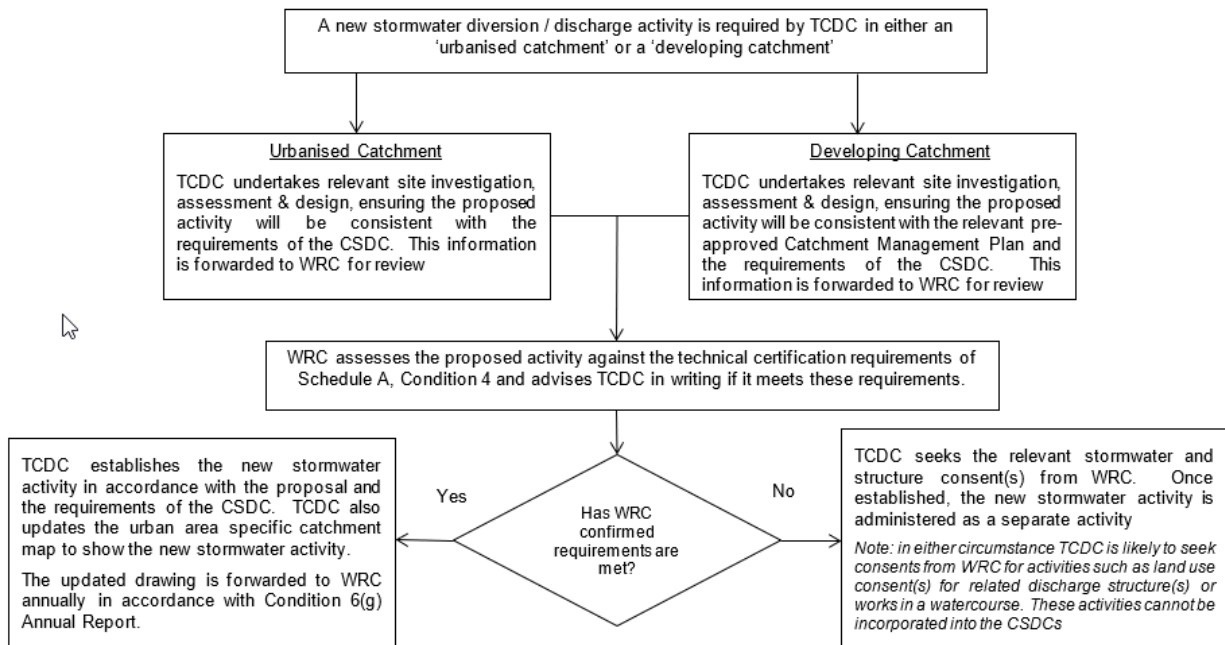 A new stormwater diversion / discharge activity is required by TCDC in either an
‘urbanised catchment’ or a ‘developing catchment’
Urbanised Catchment
TCDC undertakes relevant site investigation,
assessment & design, ensuring the proposed
activity will be consistent with the
requirements of the CSDC. This information
is forwarded to WRC for review
Developing Catchment
TCDC undertakes relevant site investigation,
assessment & design, ensuring the proposed
activity will be consistent with the relevant pre-
approved Catchment Management Plan and
the requirements of the CSDC. This
information is forwarded to WRC for review
WRC assesses the proposed activity against the technical certification requirements of
Schedule A, Condition 4 and advises TCDC in writing if it meets these requirements.
TCDC establishes the new stormwater
activity in accordance with the proposal and
the requirements of the CSDC. TCDC also
updates the urban area specific catchment
map to show the new stormwater activity.
The updated drawing is forwarded to WRC
annually in accordance with Condition 6(g)
Annual Report.
Yes
Has WRC
confirmed
requirements are
met?
No
TCDC seeks the relevant stormwater and
structure consent(s) from WRC. Once
established, the new stormwater activity is
administered as a separate activity
Note: in either circumstance TCDC is likely to seek
consents from WRC for activities such as land use
consent(s) for related discharge structure(s) or
works in a watercourse. These activities cannot be
incorporated into the CSDCs